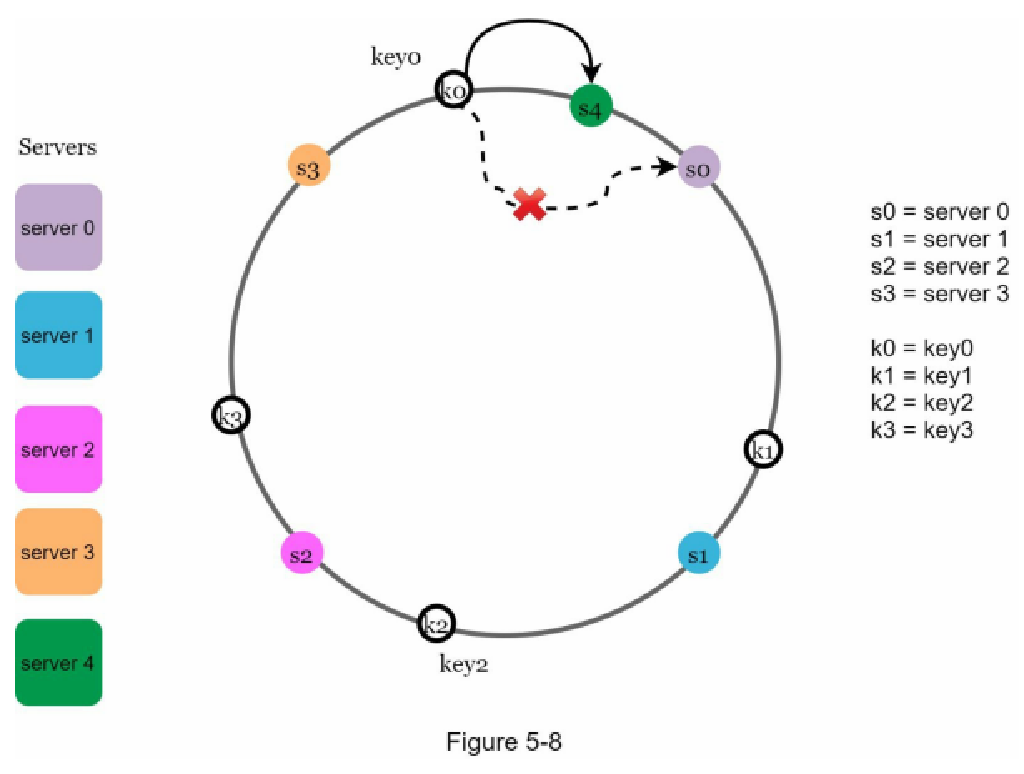 key0
k0
s4
s3
s0
Servers
server 0
server 1
server 2
server 3
server 4
s0 = server 0
s1 = server 1
s2 = server 2
s3 = server 3
k0 = key0
k1 = key1
k2 = key2
k3 = key3
k3
k1
s2
s1
k2
key2
Figure 5-8